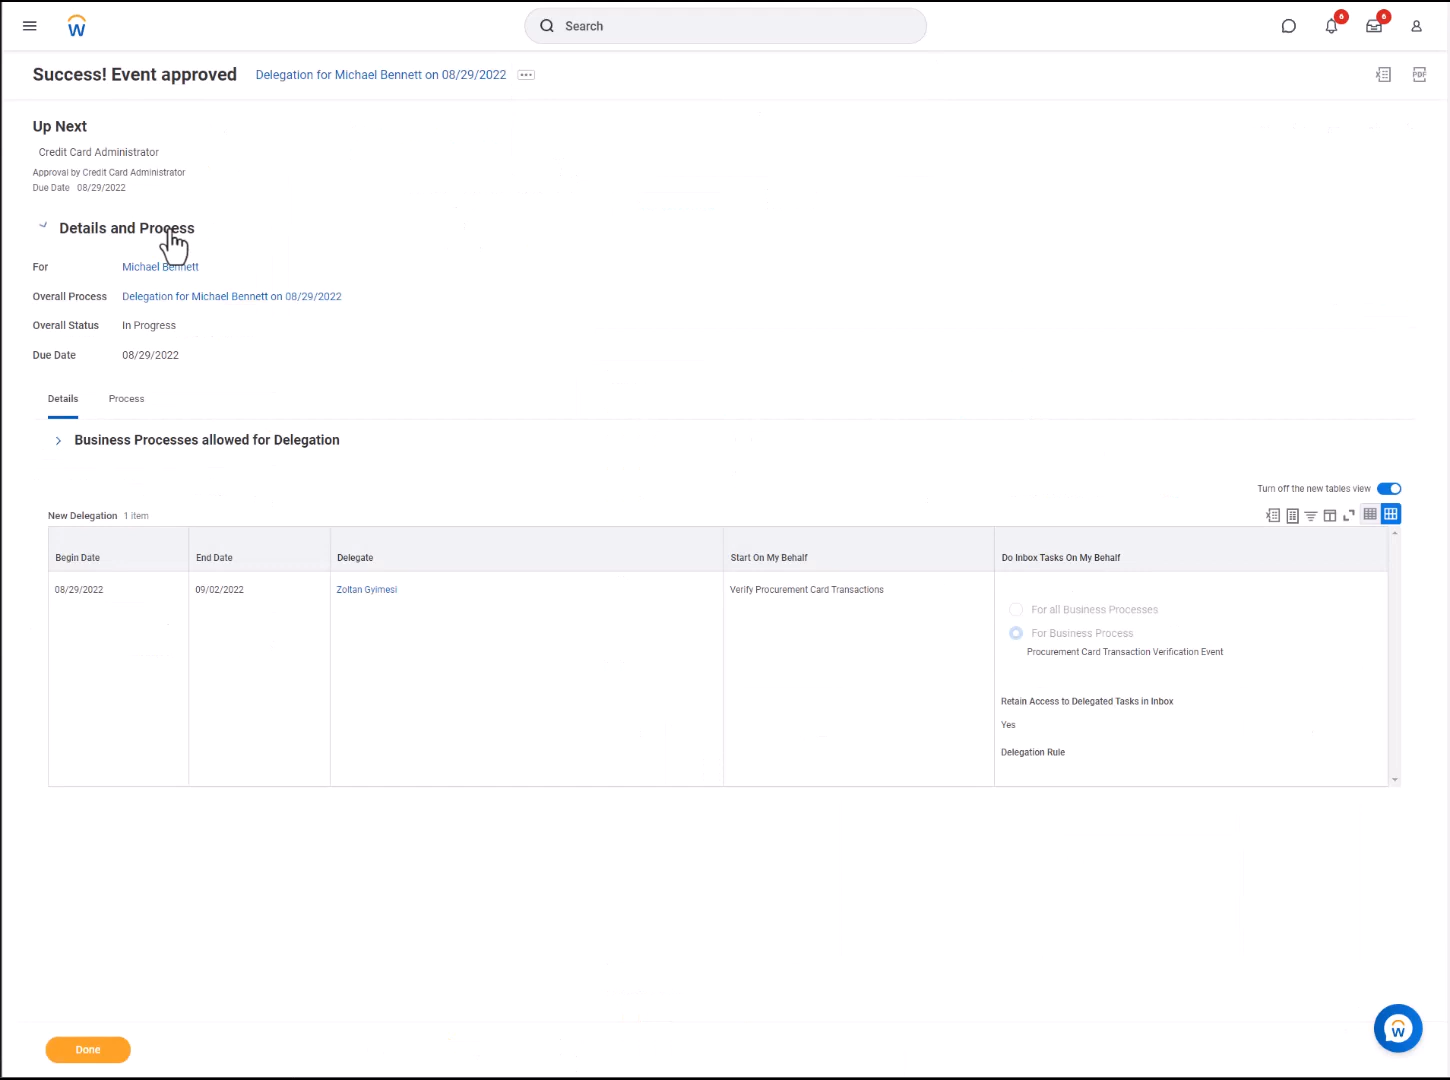 W
Search
6
6
Success! Event approved
Delegation for Michael Bennett on 08/29/2022
PDF
Up Next
Credit Card Administrator
Approval by Credit Card Administrator
Due Date 08/29/2022
Details and Process
For Michael Bennett
Overall Process Delegation for Michael Bennett on 08/29/2022
Overall Status In Progress
Due Date 08/29/2022
Details Process
Business Processes allowed for Delegation
Turn off the new tables view
New Delegation 1 item
Begin Date End Date Delegate Start On My Behalf Do Inbox Tasks On My Behalf
08/29/2022 09/02/2022 Zoltan Gyimesi Verify Procurement Card Transactions
For all Business Processes
For Business Process
Procurement Card Transaction Verification Event
Retain Access to Delegated Tasks in Inbox
Yes
Delegation Rule
Done
W